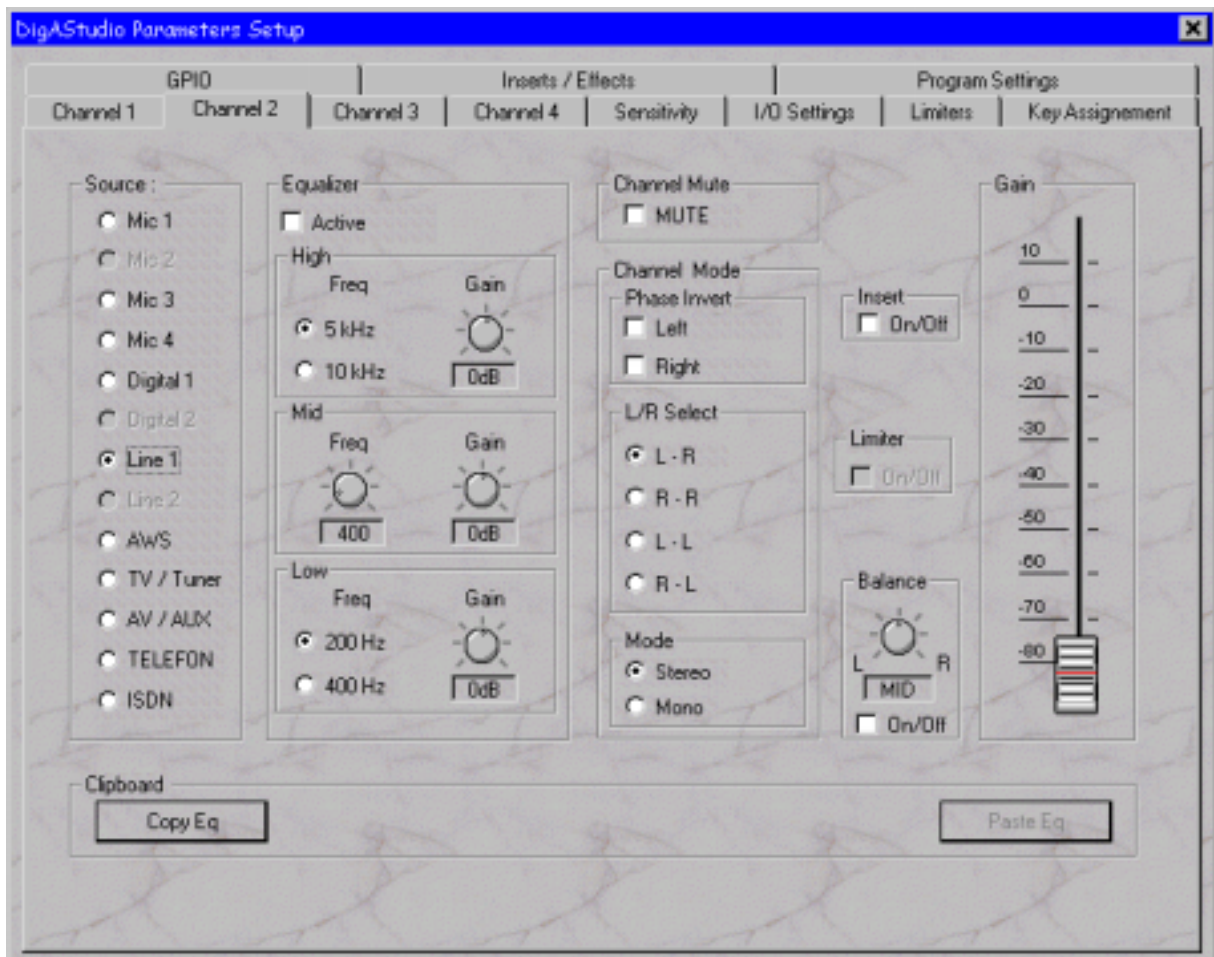 DigAStudio Parameters Setup
GPIO
Inserts / Effects
Program Settings
Channel 1
Channel 2
Channel 3
Channel 4
Sensitivity
I/O Settings
Limiters
Key Assignement
Source :
Mic 1
Mic 2
Mic 3
Mic 4
Digital 1
Digital 2
Line 1
Line 2
AWS
TV / Tuner
AV / AUX
TELEFON
ISDN
Equalizer
Active
High
Freq
Gain
5 kHz
10 kHz
0dB
Mid
Freq
Gain
400
0dB
Low
Freq
Gain
200 Hz
400 Hz
0dB
Channel Mute
MUTE
Channel Mode
Phase Invert
Left
Right
L/R Select
L - R
R - R
L - L
R - L
Mode
Stereo
Mono
Insert
On/Off
Limiter
On/Off
Balance
L
R
MID
On/Off
Gain
10
0
-10
-20
-30
-40
-50
-60
-70
-80
Clipboard
Copy Eq
Paste Eq